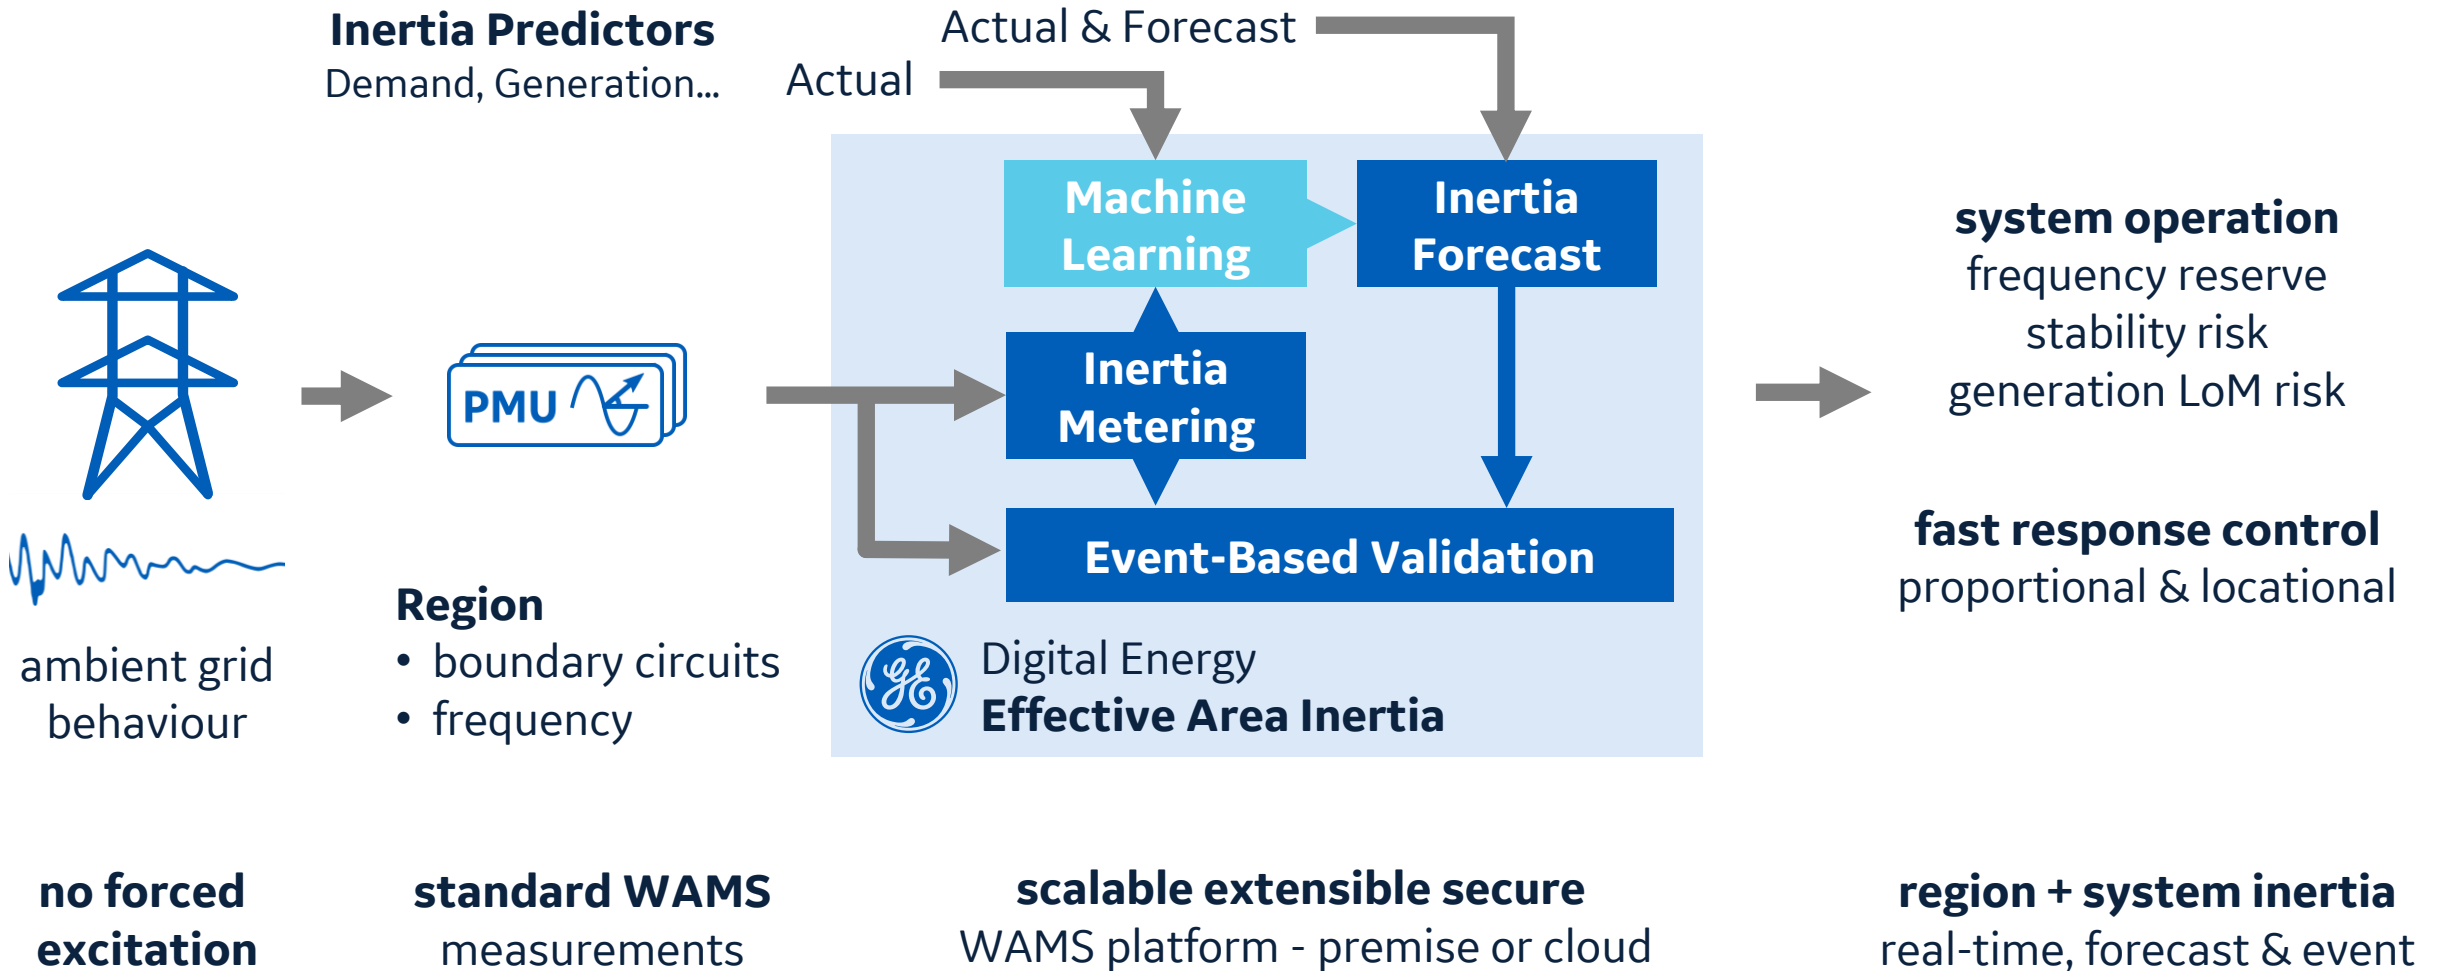 Inertia Predictors
Demand, Generation...
Actual & Forecast
Actual
Machine
Learning
Inertia
Forecast
Inertia
Metering
Event-Based Validation
PMU
ambient grid
behaviour
Region
• boundary circuits
• frequency
GE
Digital Energy
Effective Area Inertia
system operation
frequency reserve
stability risk
generation LoM risk
fast response control
proportional & locational
no forced
excitation
standard WAMS
measurements
scalable extensible secure
WAMS platform - premise or cloud
region + system inertia
real-time, forecast & event